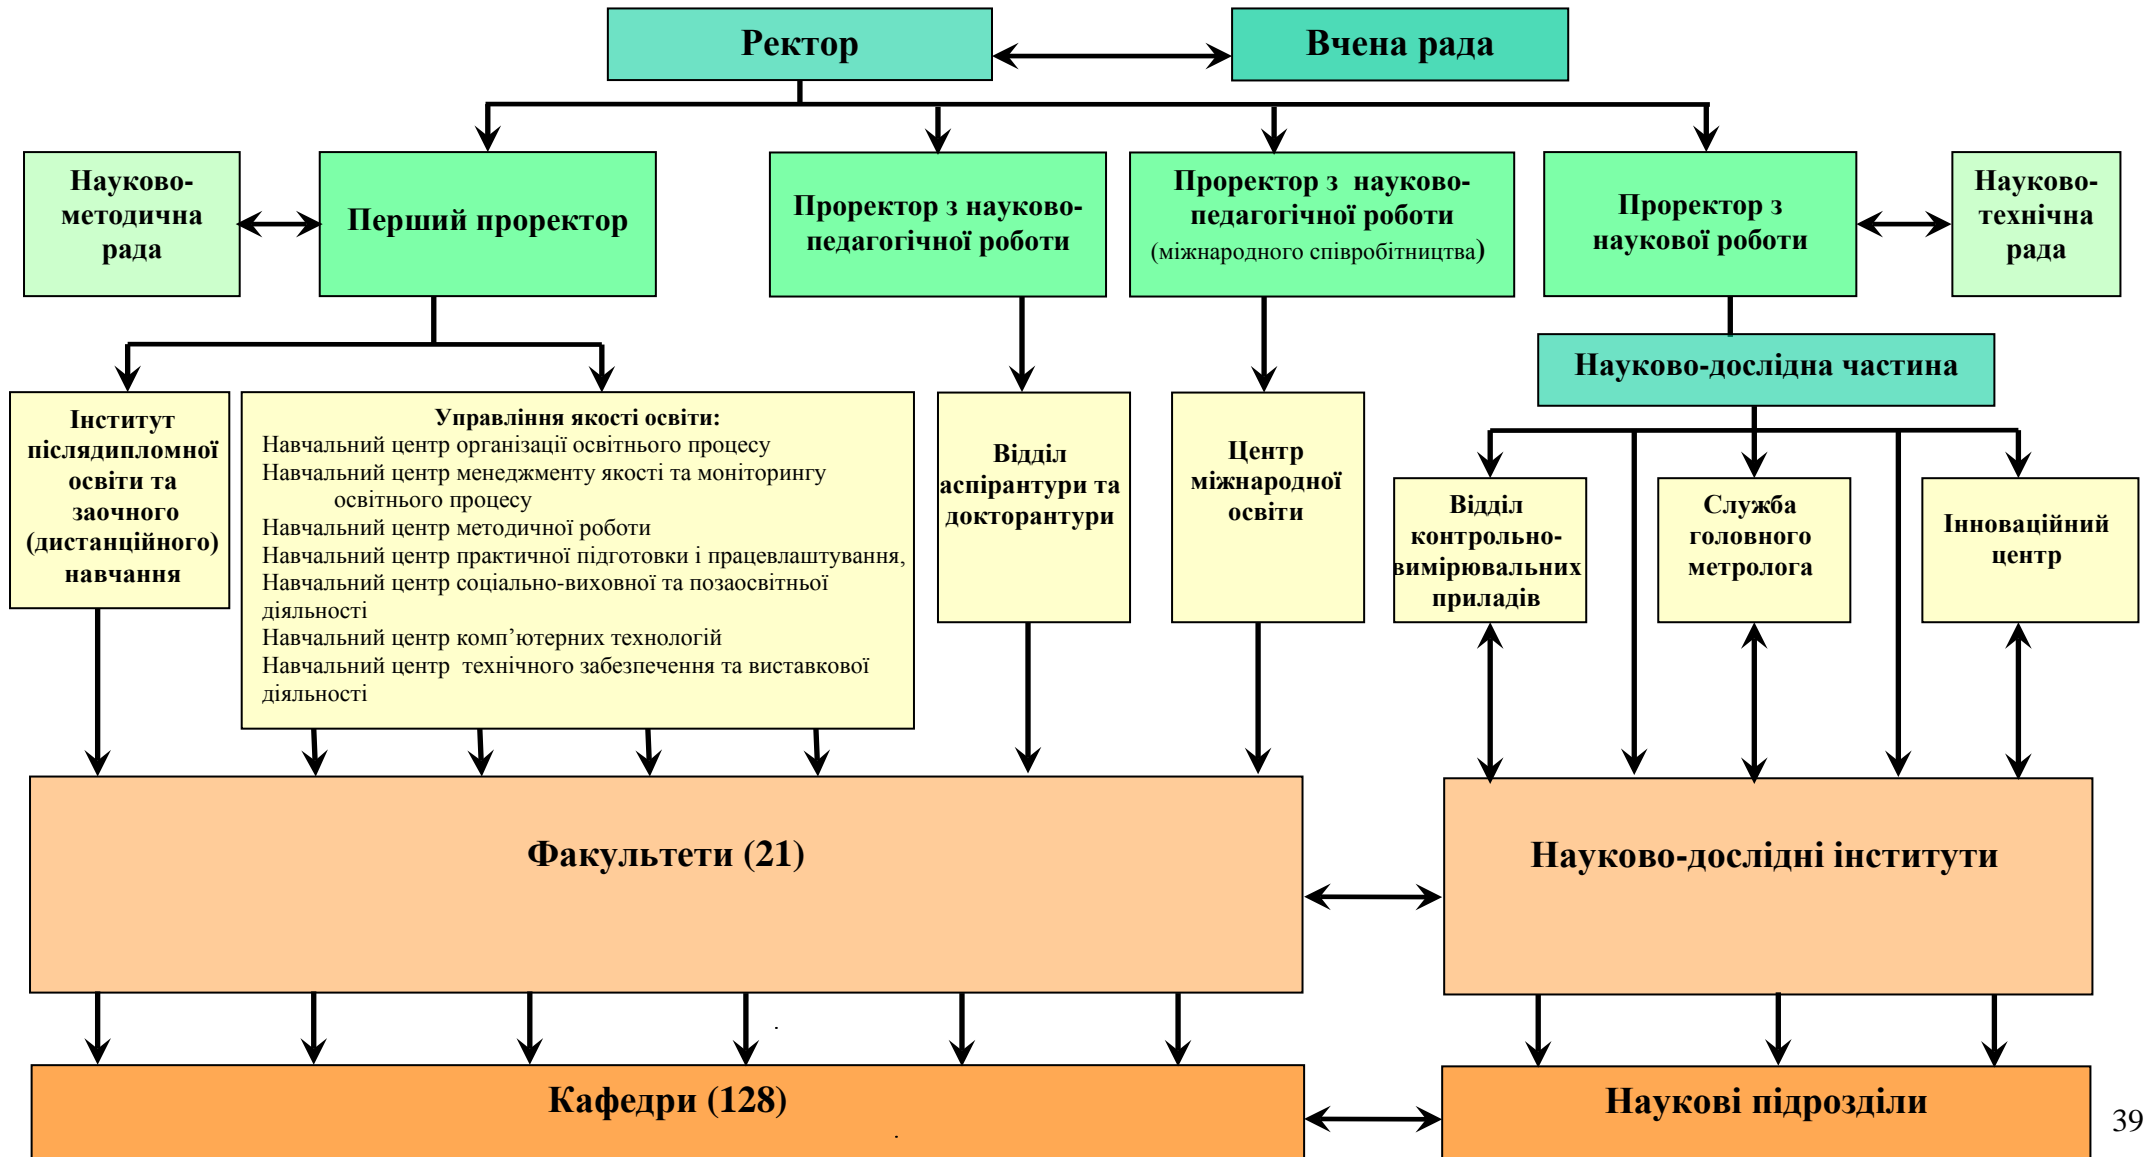 Ректор
Вчена рада
Науково-
методична
рада
Перший проректор
Проректор з науково-
педагогічної роботи
Проректор з науково-
педагогічної роботи
(міжнародного співробітництва)
Проректор з
наукової роботи
Науково-
технічна
рада
Науково-дослідна частина
Інститут
післядипломної
освіти та
заочного
(дистанційного)
навчання
Управління якості освіти:
Навчальний центр організації освітнього процесу
Навчальний центр менеджменту якості та моніторингу
освітнього процесу
Навчальний центр методичної роботи
Навчальний центр практичної підготовки і працевлаштування,
Навчальний центр соціально-виховної та позаосвітньої
діяльності
Навчальний центр комп’ютерних технологій
Навчальний центр технічного забезпечення та виставкової
діяльності
Відділ
аспірантури та
докторантури
Центр
міжнародної
освіти
Відділ
контрольно-
вимірювальних
приладів
Служба
головного
метролога
Інноваційний
центр
Факультети (21)
Науково-дослідні інститути
Кафедри (128)
Наукові підрозділи
39